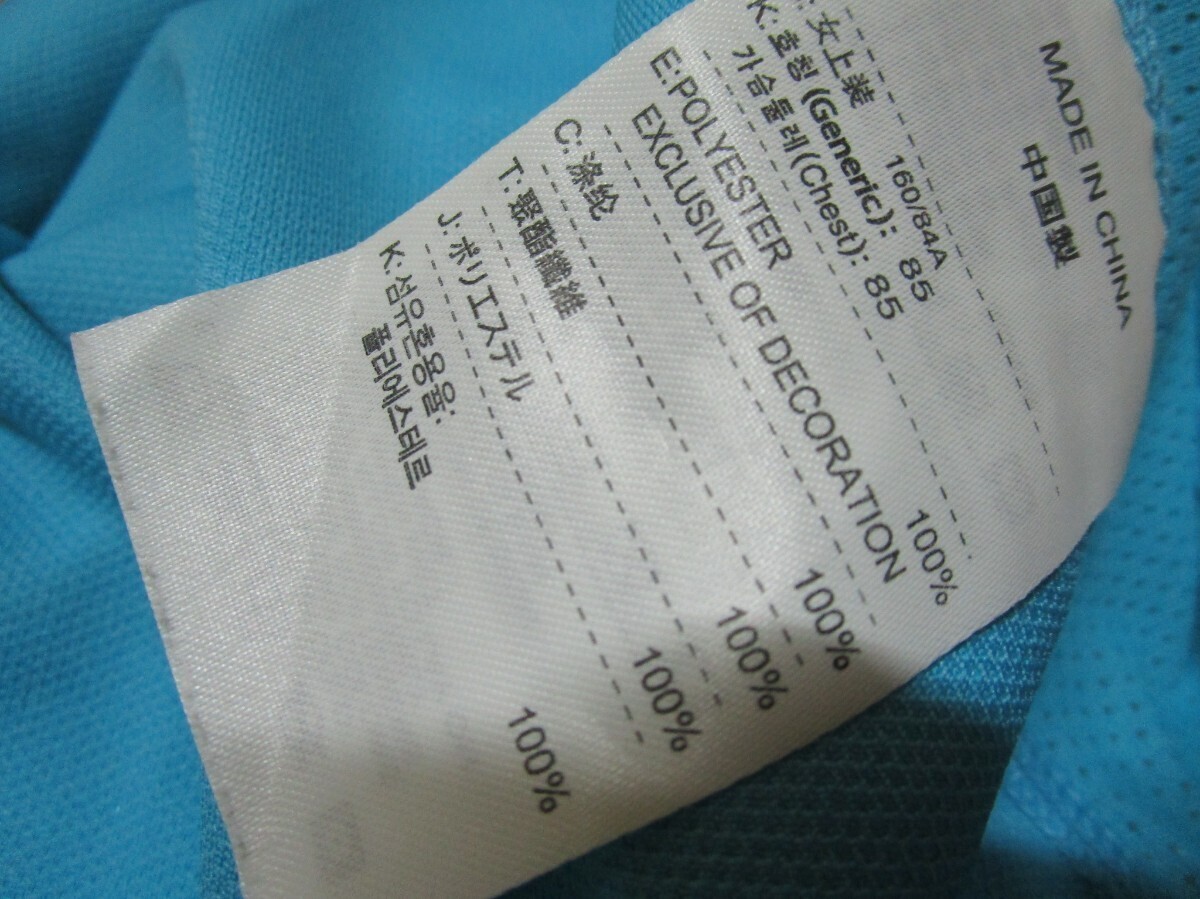 MADE IN CHINA
中国製
: 女上装 160/84A
K: 호칭 (Generic): 85
가슴둘레(Chest): 85
E:POLYESTER 100%
EXCLUSIVE OF DECORATION
C: 涤纶 100%
T: 聚酯纖維 100%
J: ポリエステル 100%
K: 섬유혼용율:
폴리에스테르 100%